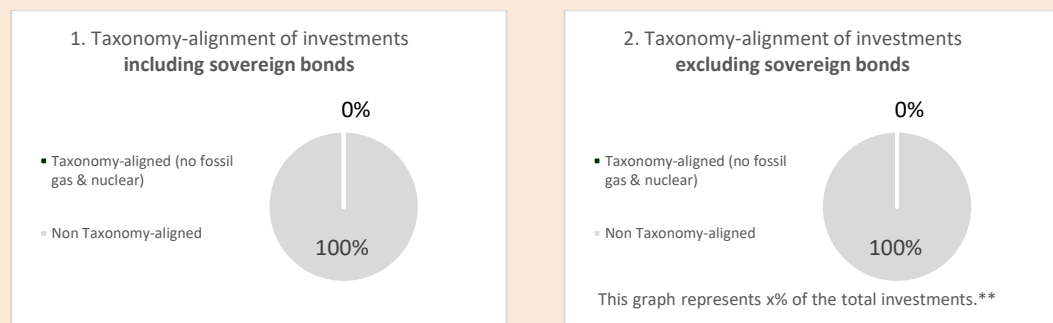 1. Taxonomy-alignment of investments
including sovereign bonds
0%
Taxonomy-aligned (no fossil
gas & nuclear)
Non Taxonomy-aligned
100%
2. Taxonomy-alignment of investments
excluding sovereign bonds
0%
Taxonomy-aligned (no fossil
gas & nuclear)
Non Taxonomy-aligned
100%
This graph represents x% of the total investments.**